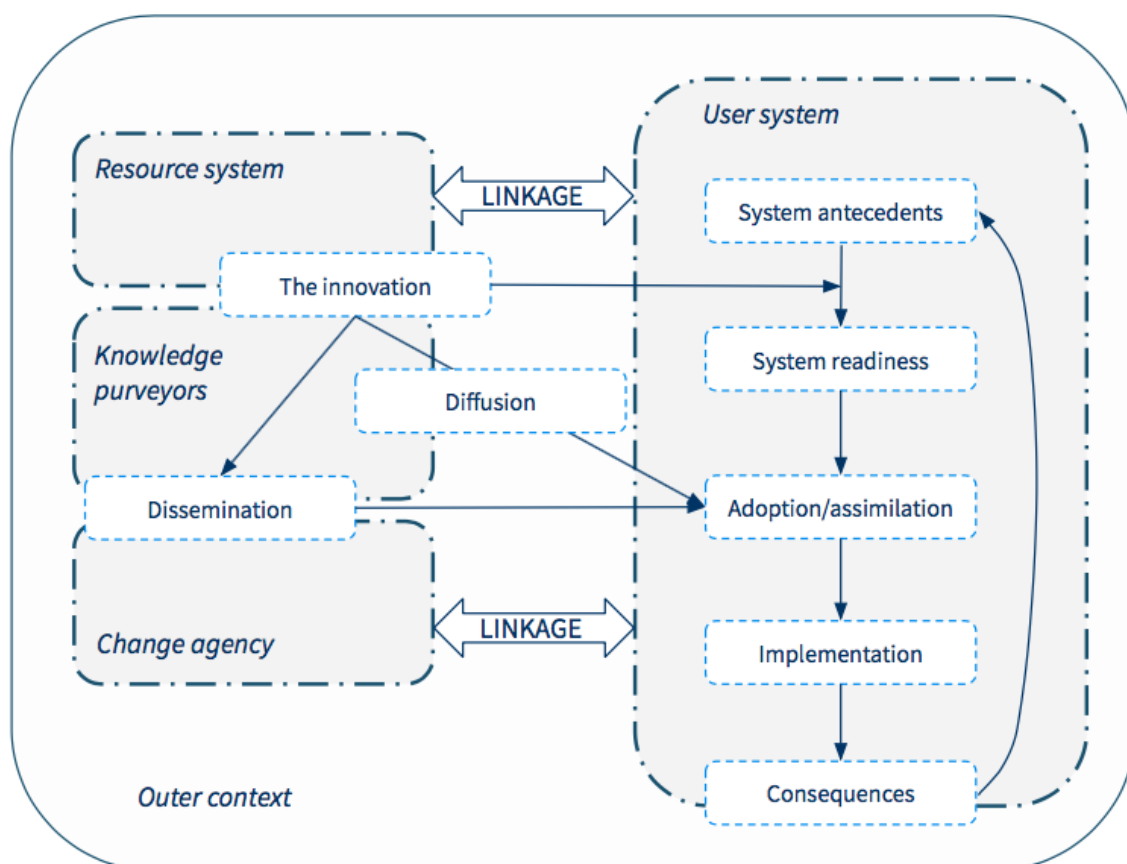 User system
Resource system
LINKAGE
System antecedents
The innovation
Knowledge
purveyors
System readiness
Diffusion
Dissemination
Adoption/assimilation
Change agency
LINKAGE
Implementation
Outer context
Consequences